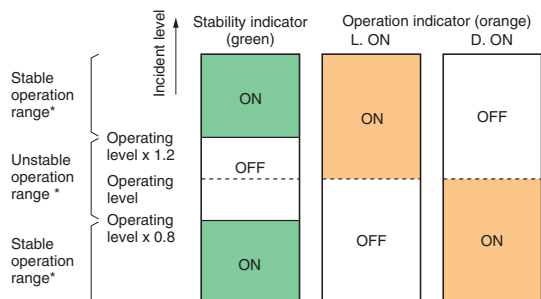 Stability indicator
(green)
Operation indicator (orange)
L. ON
D. ON
Incident level
Stable
operation
range*
ON
ON
OFF
Operating
level x 1.2
Unstable
operation
range *
OFF
Operating
level
Operating
level x 0.8
Stable
operation
range*
ON
OFF
ON